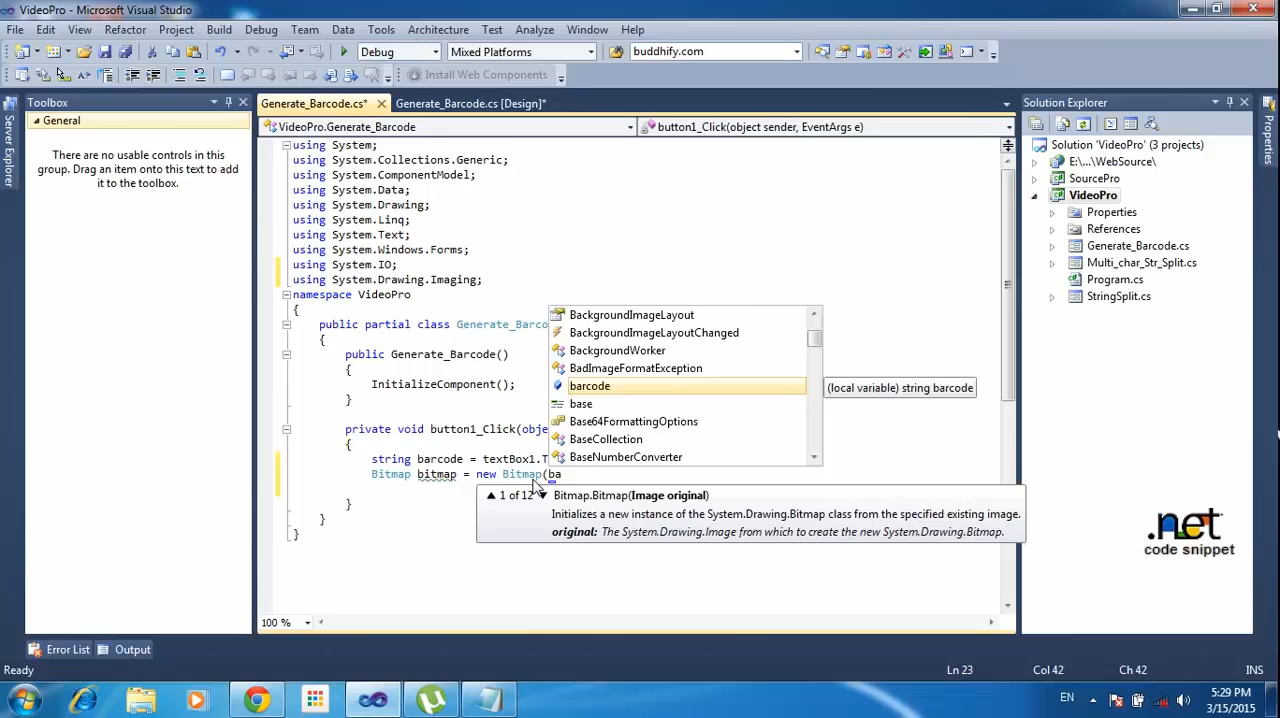 VideoPro - Microsoft Visual Studio
File Edit View Refactor Project Build Debug Team Data Tools Architecture Test Analyze Window Help
Debug Mixed Platforms buddhify.com
Install Web Components
Server Explorer
Toolbox
General
There are no usable controls in this
group. Drag an item onto this text to add
it to the toolbox.
Generate_Barcode.cs* Generate_Barcode.cs [Design]*
VideoPro.Generate_Barcode button1_Click(object sender, EventArgs e)
using System;
using System.Collections.Generic;
using System.ComponentModel;
using System.Data;
using System.Drawing;
using System.Linq;
using System.Text;
using System.Windows.Forms;
using System.IO;
using System.Drawing.Imaging;
namespace VideoPro
{
public partial class Generate_Barco
{
public Generate_Barcode()
{
InitializeComponent();
}
private void button1_Click(obje
{
string barcode = textBox1.T
Bitmap bitmap = new Bitmap(ba
}
}
}
BackgroundImageLayout
BackgroundImageLayoutChanged
BackgroundWorker
BadImageFormatException
barcode
base
Base64FormattingOptions
BaseCollection
BaseNumberConverter
(local variable) string barcode
1 of 12 Bitmap.Bitmap(Image original)
Initializes a new instance of the System.Drawing.Bitmap class from the specified existing image.
original: The System.Drawing.Image from which to create the new System.Drawing.Bitmap.
100 %
Solution Explorer
Solution 'VideoPro' (3 projects)
E:\...\WebSource\
SourcePro
VideoPro
Properties
References
Generate_Barcode.cs
Multi_char_Str_Split.cs
Program.cs
StringSplit.cs
Properties
.net
code snippet
Error List Output
Ready Ln 23 Col 42 Ch 42 INS
EN
5:29 PM
3/15/2015